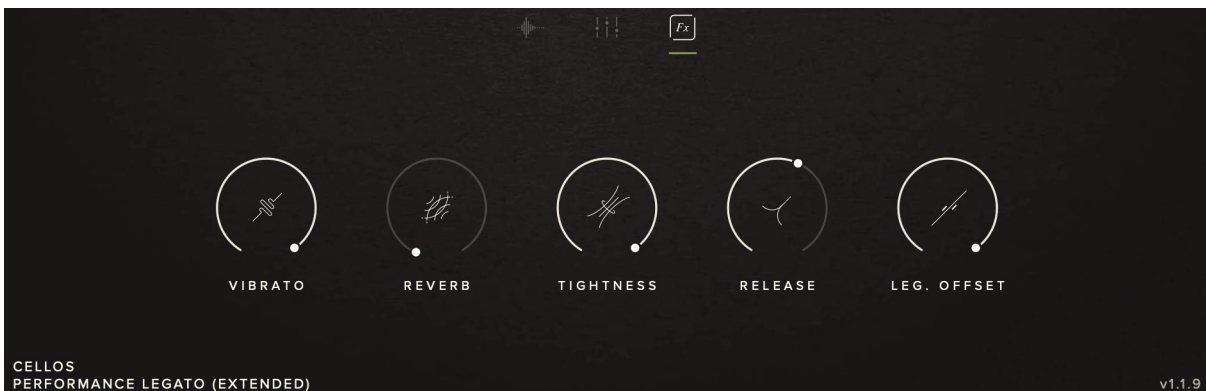 Fx
VIBRATO
REVERB
TIGHTNESS
RELEASE
LEG. OFFSET
CELLOS
PERFORMANCE LEGATO (EXTENDED)
v1.1.9